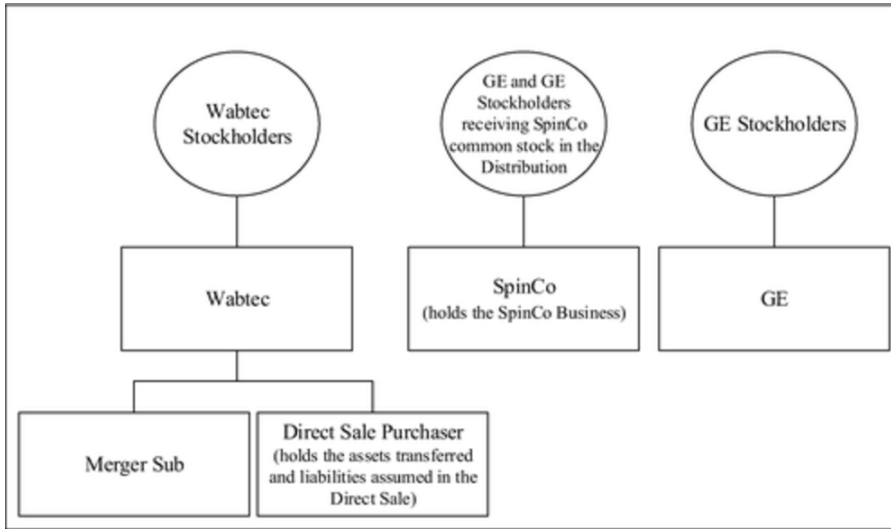 Wabtec
Stockholders
GE and GE
Stockholders
receiving SpinCo
common stock in the
Distribution
GE Stockholders
Wabtec
SpinCo
(holds the SpinCo Business)
GE
Merger Sub
Direct Sale Purchaser
(holds the assets transferred
and liabilities assumed in the
Direct Sale)